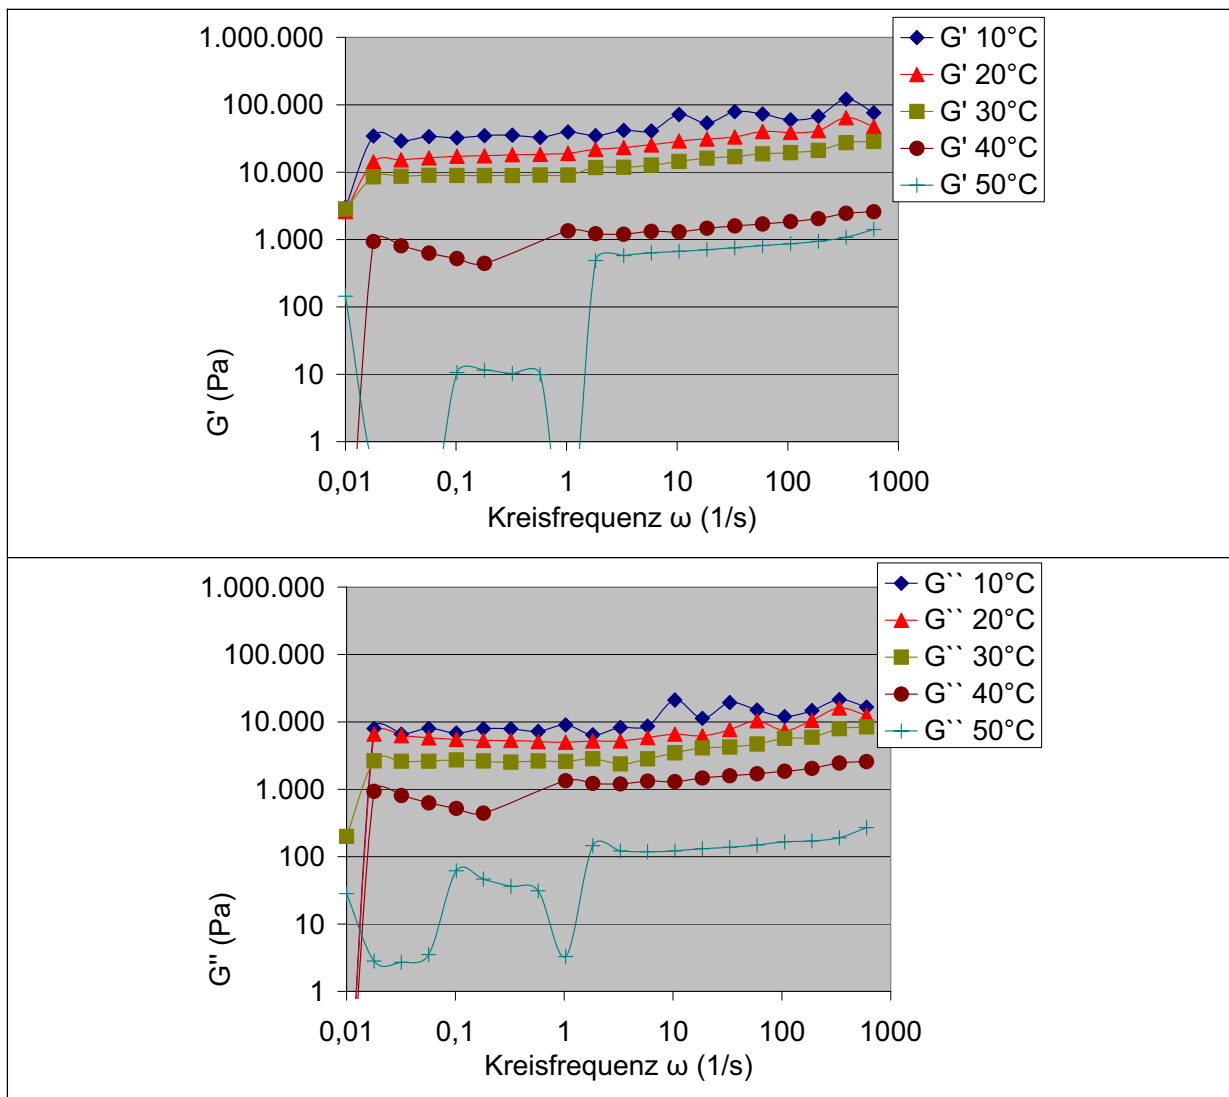 1.000.000
100.000
10.000
1.000
100
10
1
G' (Pa)
0,01 0,1 1 10 100 1000
Kreisfrequenz ω (1/s)
G' 10°C
G' 20°C
G' 30°C
G' 40°C
G' 50°C
1.000.000
100.000
10.000
1.000
100
10
1
G'' (Pa)
0,01 0,1 1 10 100 1000
Kreisfrequenz ω (1/s)
G`` 10°C
G`` 20°C
G`` 30°C
G`` 40°C
G`` 50°C